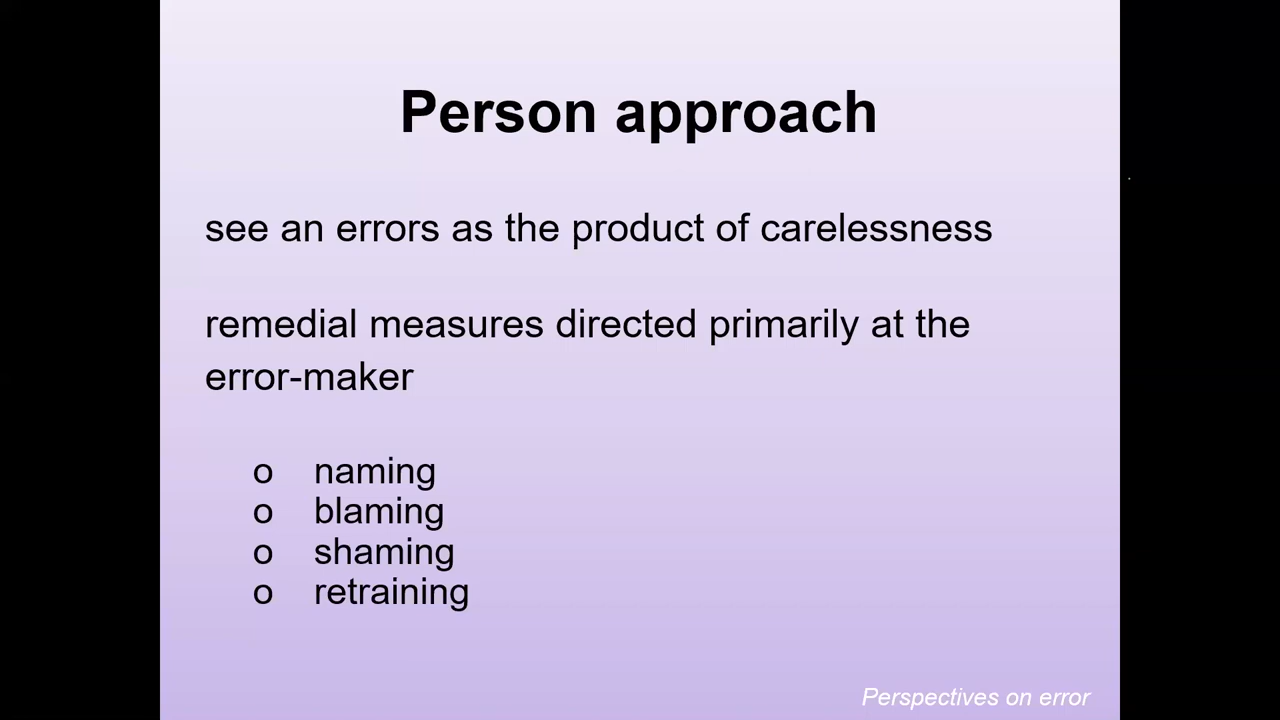 Person approach
see an errors as the product of carelessness
remedial measures directed primarily at the
error-maker
o naming
o blaming
o shaming
o retraining
Perspectives on error